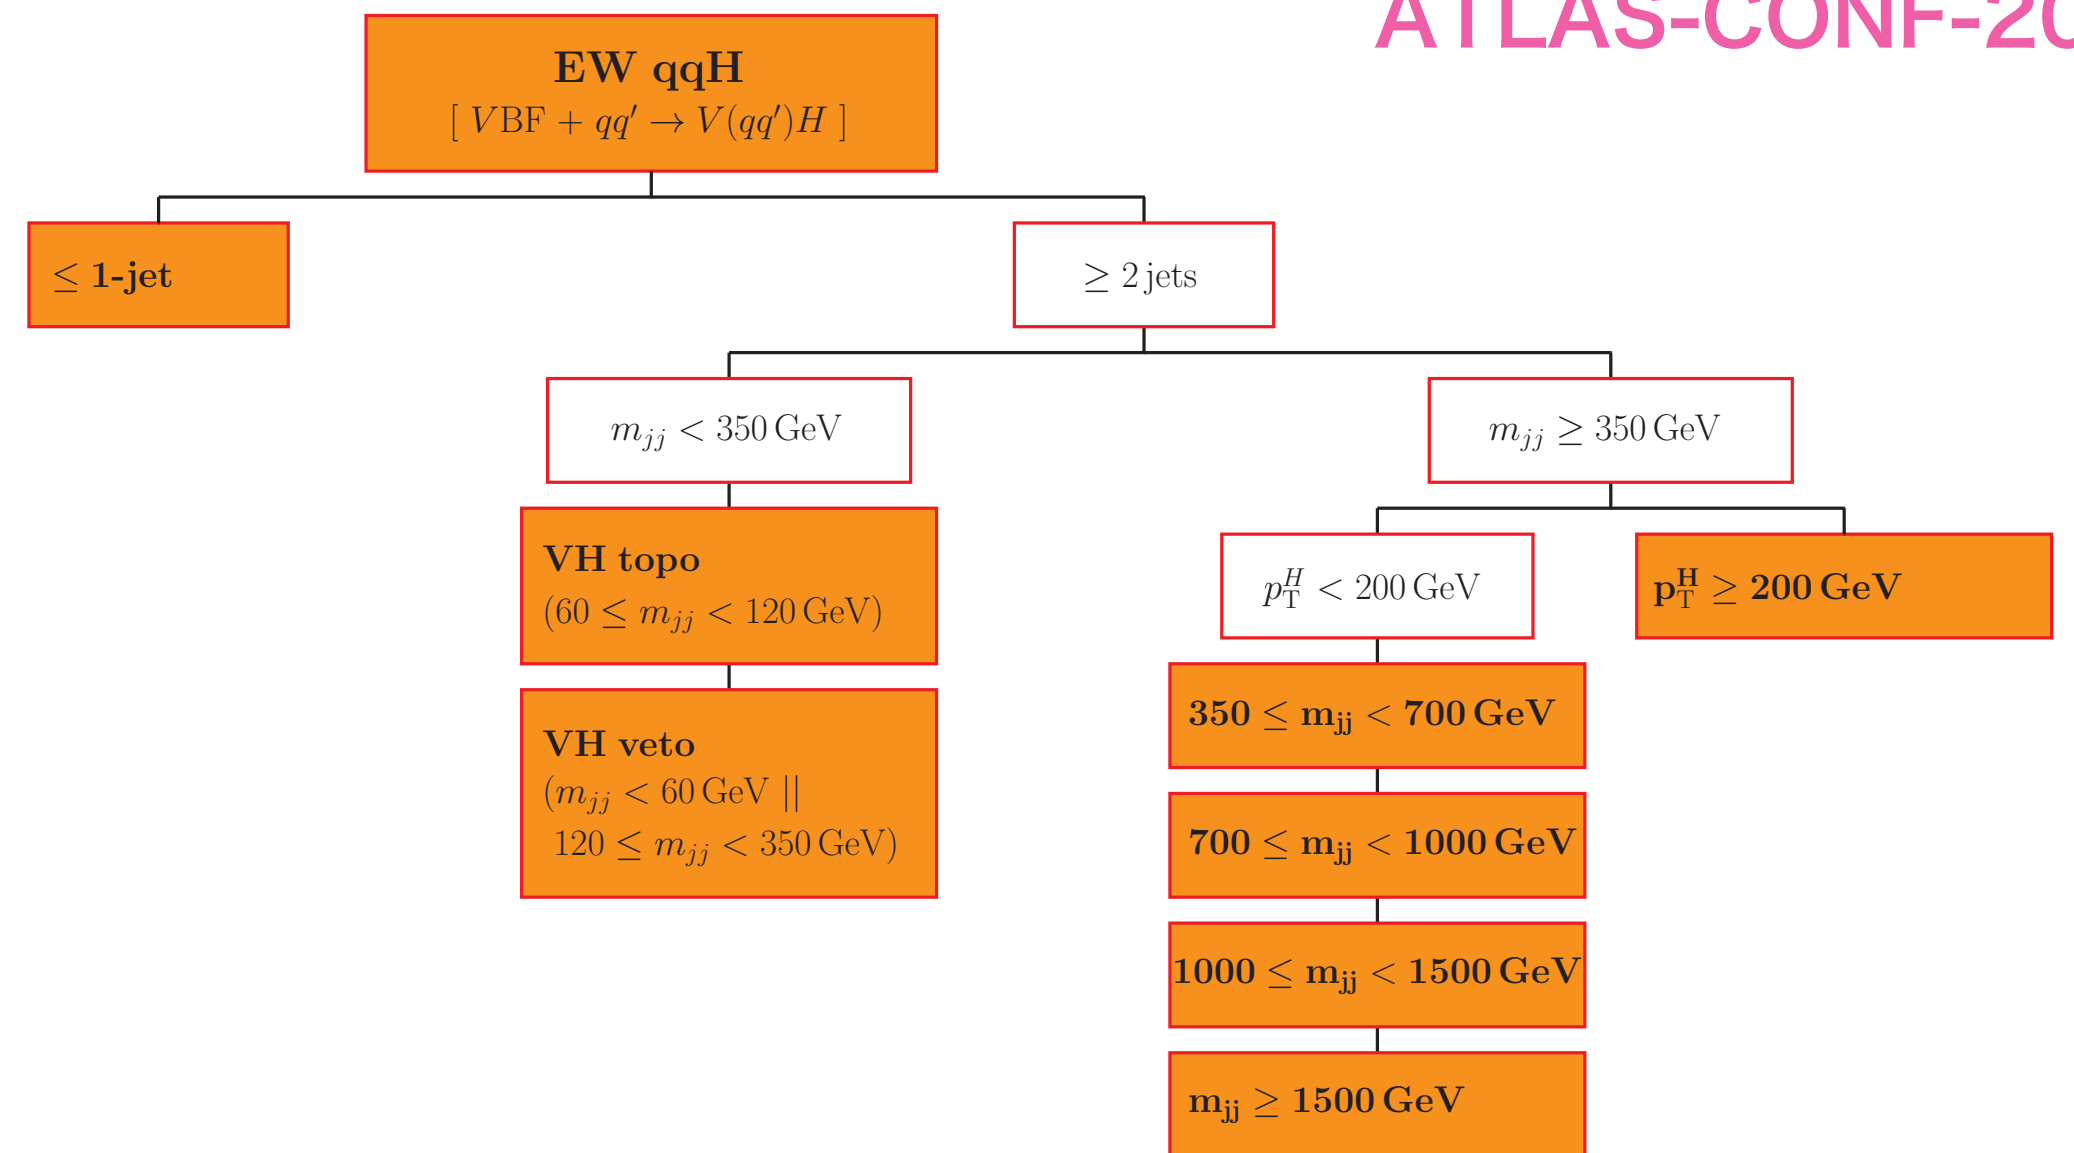 ATLAS-CONF-20
EW qqH
[ VBF + qq′ → V(qq′)H ]
≤ 1-jet
≥ 2 jets
m_jj < 350 GeV
m_jj ≥ 350 GeV
VH topo
(60 ≤ m_jj < 120 GeV)
VH veto
(m_jj < 60 GeV ||
120 ≤ m_jj < 350 GeV)
p_T^H < 200 GeV
p_T^H ≥ 200 GeV
350 ≤ m_jj < 700 GeV
700 ≤ m_jj < 1000 GeV
1000 ≤ m_jj < 1500 GeV
m_jj ≥ 1500 GeV